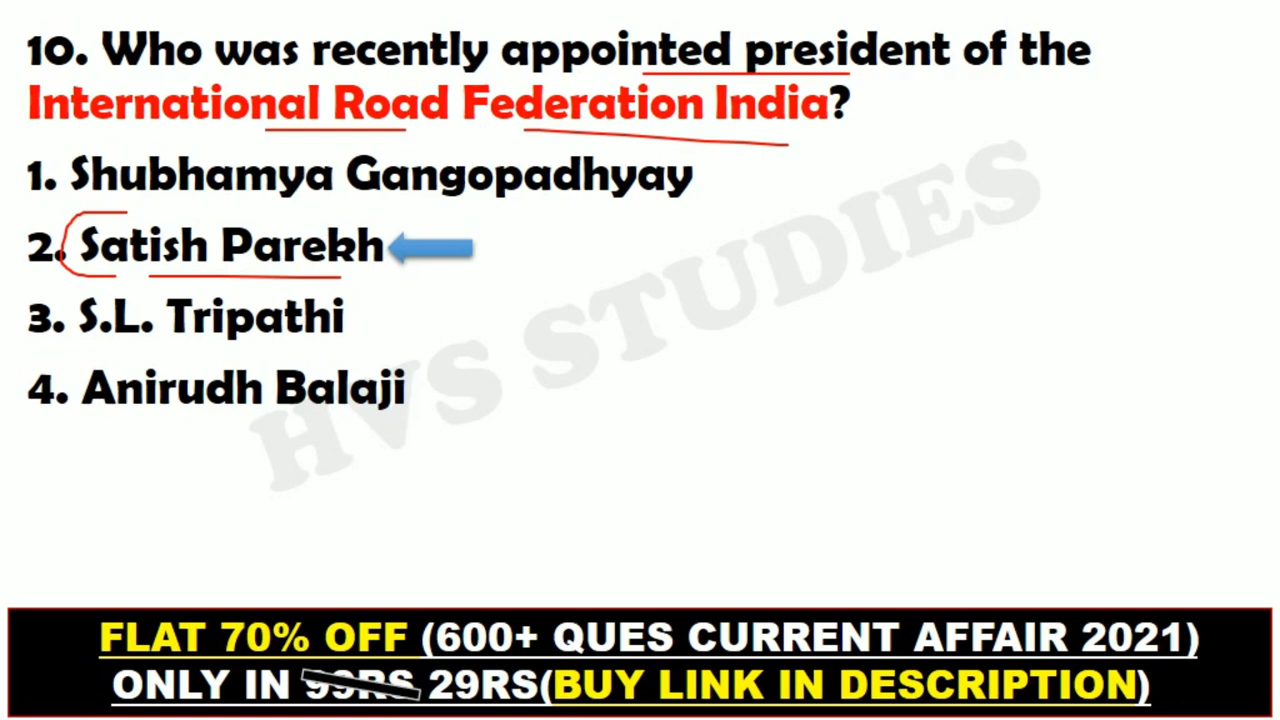 10. Who was recently appointed president of the
International Road Federation India?
1. Shubhamya Gangopadhyay
2. Satish Parekh
3. S.L. Tripathi
4. Anirudh Balaji
HVS STUDIES
FLAT 70% OFF (600+ QUES CURRENT AFFAIR 2021)
ONLY IN 99RS 29RS(BUY LINK IN DESCRIPTION)